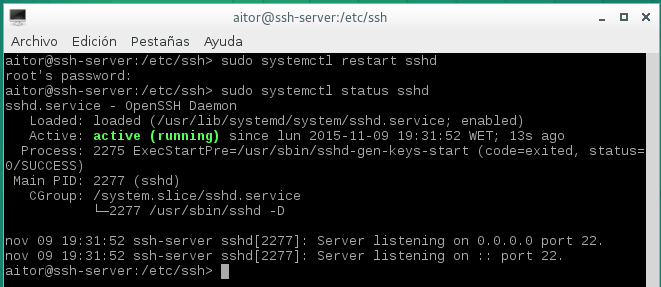 aitor@ssh-server:/etc/ssh
Archivo Edición Pestañas Ayuda
aitor@ssh-server:/etc/ssh> sudo systemctl restart sshd
root's password:
aitor@ssh-server:/etc/ssh> sudo systemctl status sshd
sshd.service - OpenSSH Daemon
   Loaded: loaded (/usr/lib/systemd/system/sshd.service; enabled)
   Active: active (running) since lun 2015-11-09 19:31:52 WET; 13s ago
  Process: 2275 ExecStartPre=/usr/sbin/sshd-gen-keys-start (code=exited, status=
0/SUCCESS)
 Main PID: 2277 (sshd)
   CGroup: /system.slice/sshd.service
           └─2277 /usr/sbin/sshd -D
nov 09 19:31:52 ssh-server sshd[2277]: Server listening on 0.0.0.0 port 22.
nov 09 19:31:52 ssh-server sshd[2277]: Server listening on :: port 22.
aitor@ssh-server:/etc/ssh>